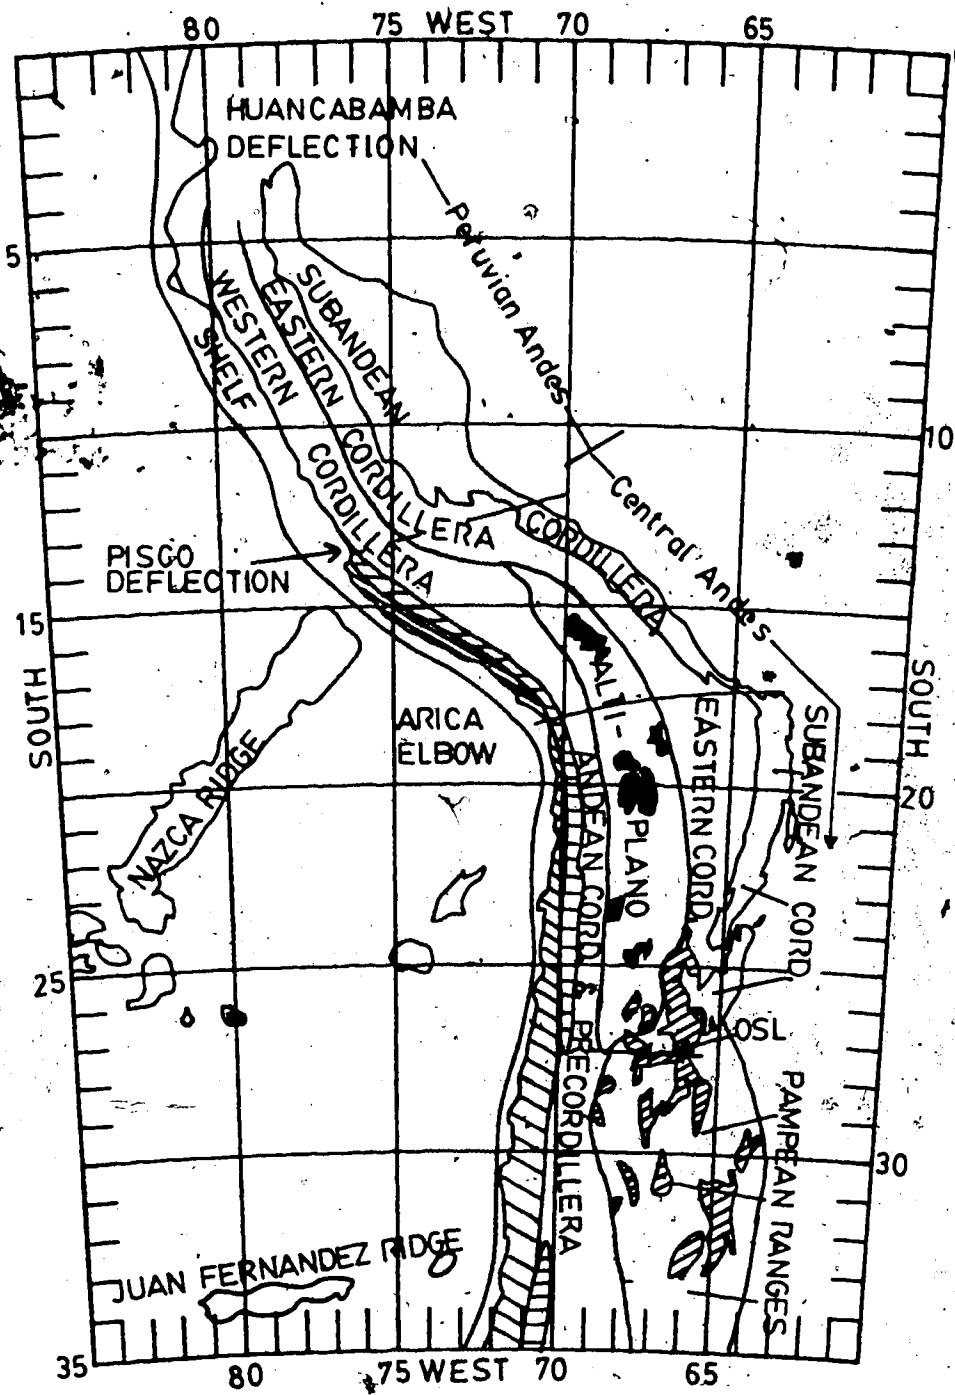 80 75 WEST 70 65
HUANCABAMBA
DEFLECTION
Peruvian Andes
5
SUBANDEAN
EASTERN
WESTERN
SHELF
10
CORDILLERA
CORDILLERA
CORDILLERA
Central Andes
PISCO
DEFLECTION
15
SOUTH
SOUTH
NAZCA RIDGE
ARICA
ELBOW
ALTI-
PLANO
ANDEAN CORD & PRECORDILLERA
EASTERN CORD
SUBANDEAN CORD
20
25
OSL
PAMPEAN RANGES
30
JUAN FERNANDEZ RIDGE
35
80 75 WEST 70 65